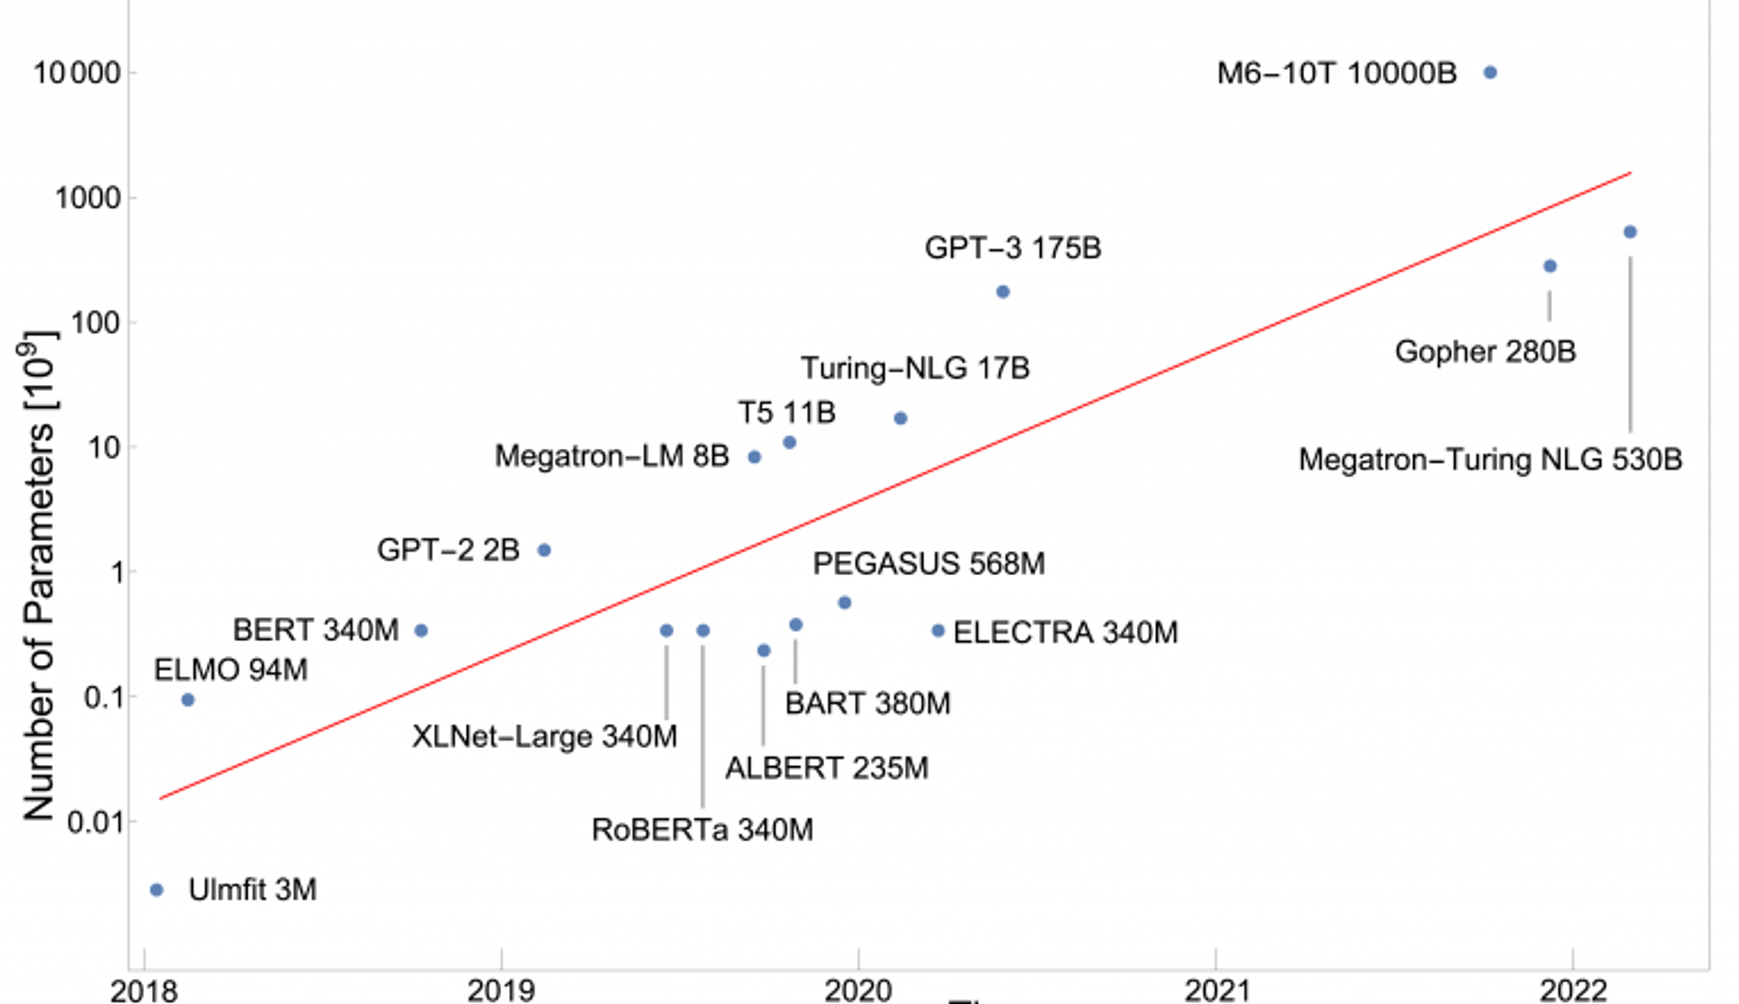 10000
M6−10T 10000B
1000
GPT−3 175B
100
Gopher 280B
Turing−NLG 17B
T5 11B
10
Megatron−LM 8B
Megatron−Turing NLG 530B
GPT−2 2B
PEGASUS 568M
1
BERT 340M
ELECTRA 340M
ELMO 94M
0.1
BART 380M
XLNet−Large 340M
ALBERT 235M
0.01
RoBERTa 340M
Ulmfit 3M
Number of Parameters [10⁹]
2018 2019 2020 2021 2022